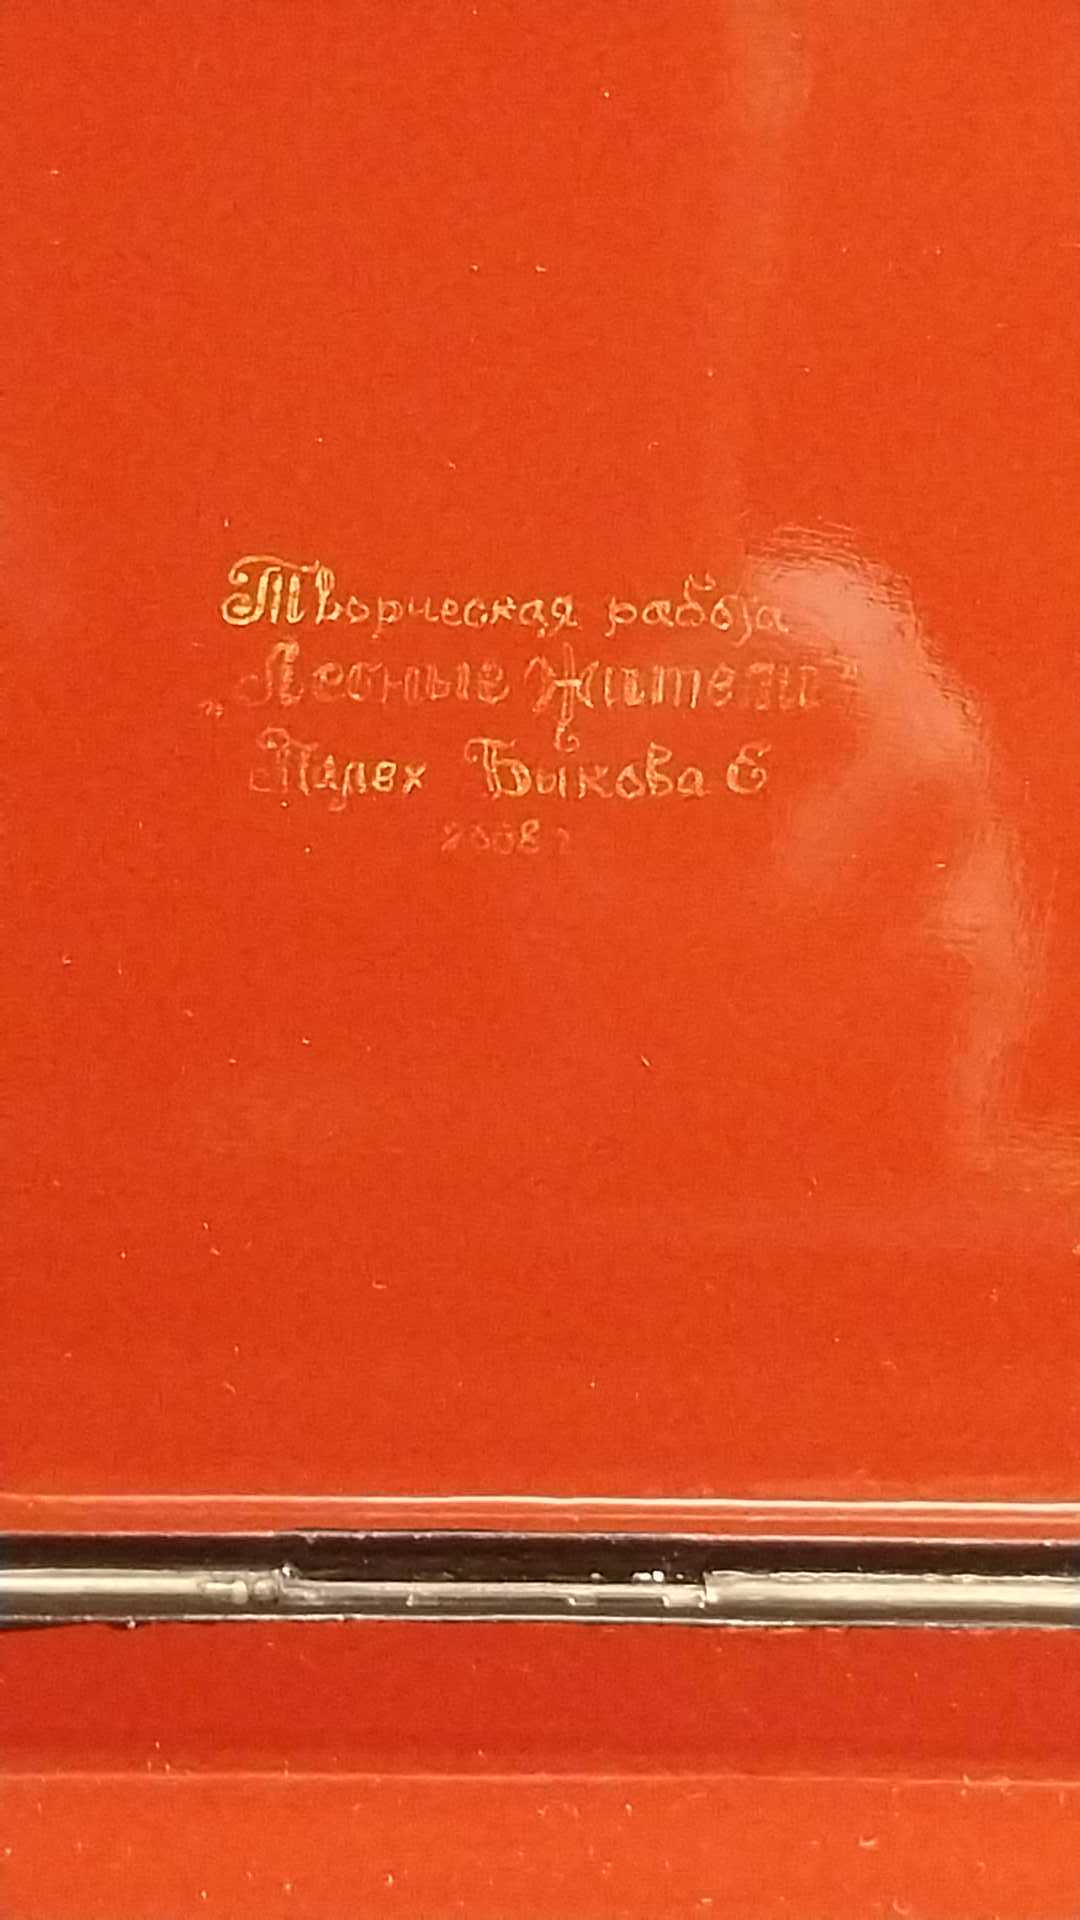 Творческая работа
„Лесные жители"
Палех Быкова Е
2008 г